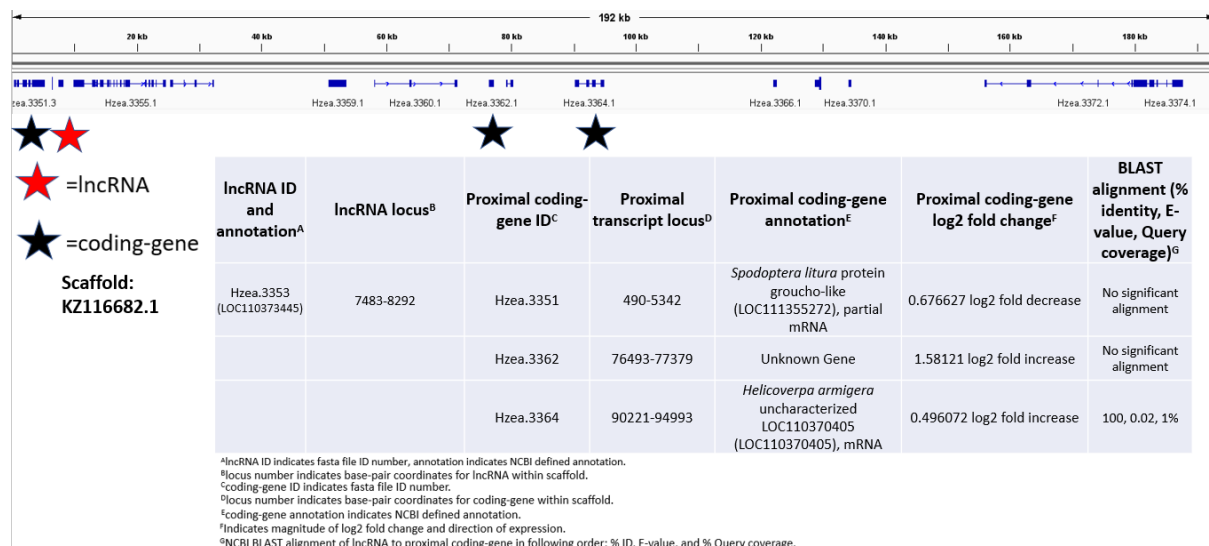 192 kb
20 kb 40 kb 60 kb 80 kb 100 kb 120 kb 140 kb 160 kb 180 kb
Hzea.3351.3 Hzea.3355.1 Hzea.3359.1 Hzea.3360.1 Hzea.3362.1 Hzea.3364.1 Hzea.3366.1 Hzea.3370.1 Hzea.3372.1 Hzea.3374.1
=lncRNA
=coding-gene
Scaffold:
KZ116682.1
lncRNA ID
and
annotationA
lncRNA locusB
Proximal coding-
gene IDC
Proximal
transcript locusD
Proximal coding-gene
annotationE
Proximal coding-gene
log2 fold changeF
BLAST
alignment (%
identity, E-
value, Query
coverage)G
Hzea.3353
(LOC110373445)
7483-8292
Hzea.3351
490-5342
Spodoptera litura protein
groucho-like
(LOC111355272), partial
mRNA
0.676627 log2 fold decrease
No significant
alignment
Hzea.3362
76493-77379
Unknown Gene
1.58121 log2 fold increase
No significant
alignment
Hzea.3364
90221-94993
Helicoverpa armigera
uncharacterized
LOC110370405
(LOC110370405), mRNA
0.496072 log2 fold increase
100, 0.02, 1%
AlncRNA ID indicates fasta file ID number, annotation indicates NCBI defined annotation.
Blocus number indicates base-pair coordinates for lncRNA within scaffold.
Ccoding-gene ID indicates fasta file ID number.
Dlocus number indicates base-pair coordinates for coding-gene within scaffold.
Ecoding-gene annotation indicates NCBI defined annotation.
FIndicates magnitude of log2 fold change and direction of expression.
GNCBI BLAST alignment of lncRNA to proximal coding-gene in following order: % ID, E-value, and % Query coverage.